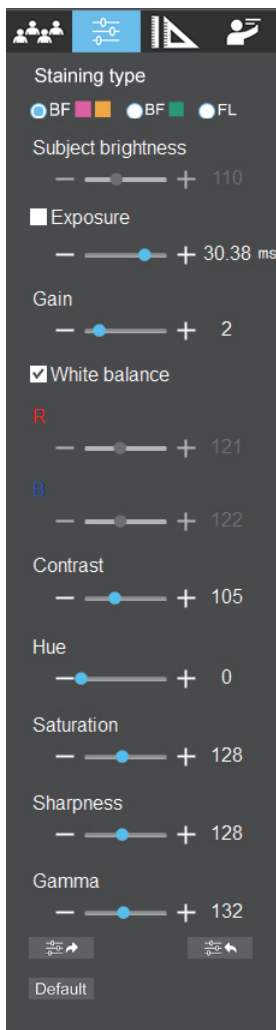 Staining type
BF BF FL
Subject brightness
110
Exposure
30.38 ms
Gain
2
White balance
R
121
B
122
Contrast
105
Hue
0
Saturation
128
Sharpness
128
Gamma
132
Default